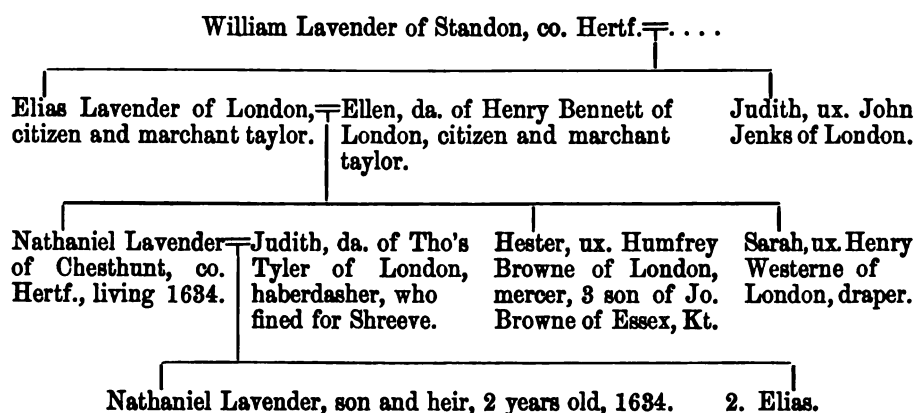 William Lavender of Standon, co. Hertf.=. . . .
Elias Lavender of London,=Ellen, da. of Henry Bennett of
citizen and marchant taylor. London, citizen and marchant
taylor.
Judith, ux. John
Jenks of London.
Nathaniel Lavender=Judith, da. of Tho's
of Chesthunt, co. Tyler of London,
Hertf., living 1634. haberdasher, who
fined for Shreeve.
Hester, ux. Humfrey
Browne of London,
mercer, 3 son of Jo.
Browne of Essex, Kt.
Sarah, ux. Henry
Westerne of
London, draper.
Nathaniel Lavender, son and heir, 2 years old, 1634. 2. Elias.